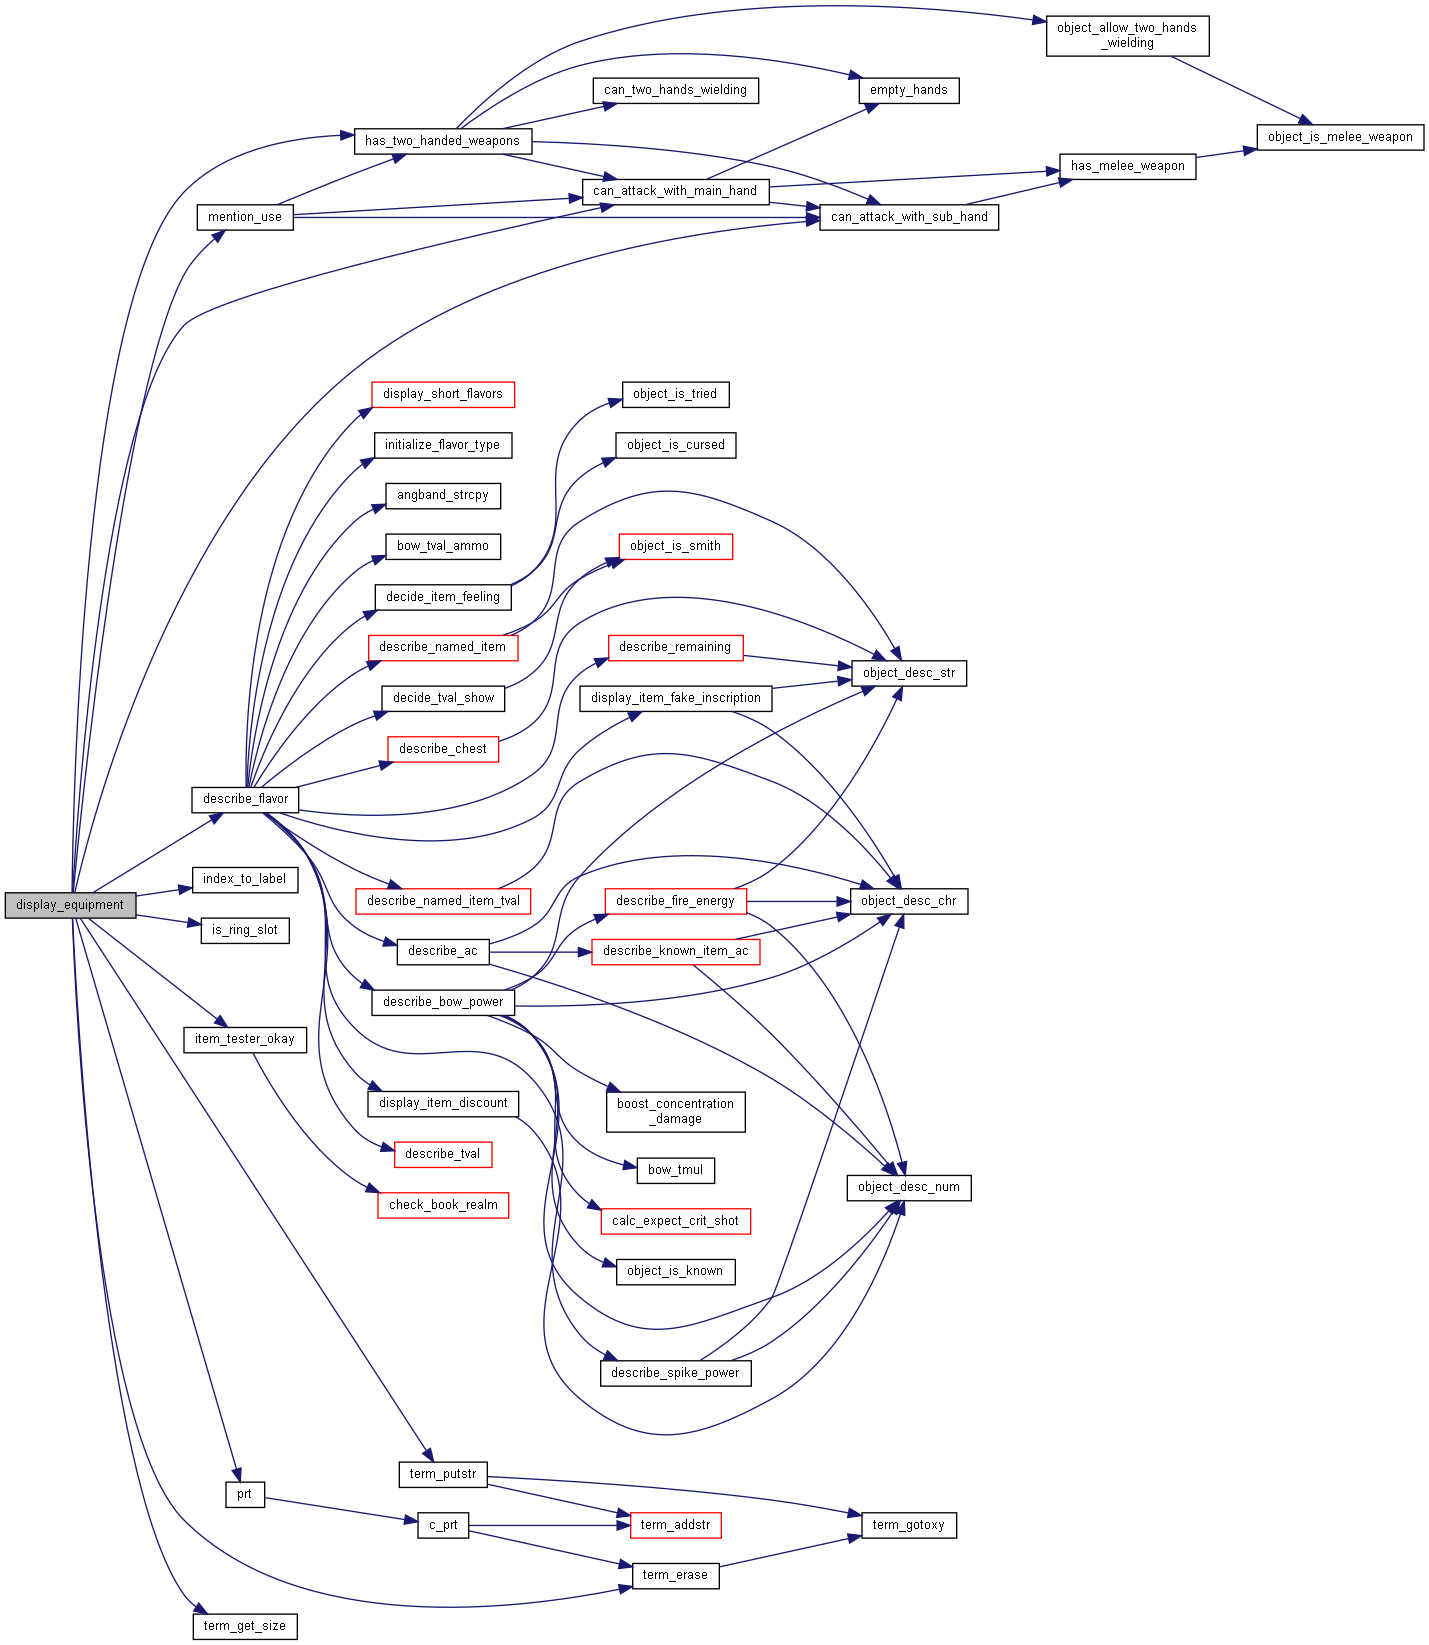 object_allow_two_hands
_wielding
can_two_hands_wielding
empty_hands
has_two_handed_weapons
object_is_melee_weapon
has_melee_weapon
can_attack_with_main_hand
mention_use
can_attack_with_sub_hand
display_short_flavors
object_is_tried
initialize_flavor_type
object_is_cursed
angband_strcpy
bow_tval_ammo
object_is_smith
decide_item_feeling
describe_named_item
describe_remaining
object_desc_str
decide_tval_show
display_item_fake_inscription
describe_chest
describe_flavor
index_to_label
display_equipment
describe_named_item_tval
describe_fire_energy
object_desc_chr
is_ring_slot
describe_ac
describe_known_item_ac
describe_bow_power
item_tester_okay
display_item_discount
boost_concentration
_damage
describe_tval
bow_tmul
object_desc_num
check_book_realm
calc_expect_crit_shot
object_is_known
describe_spike_power
term_putstr
prt
c_prt
term_addstr
term_gotoxy
term_erase
term_get_size